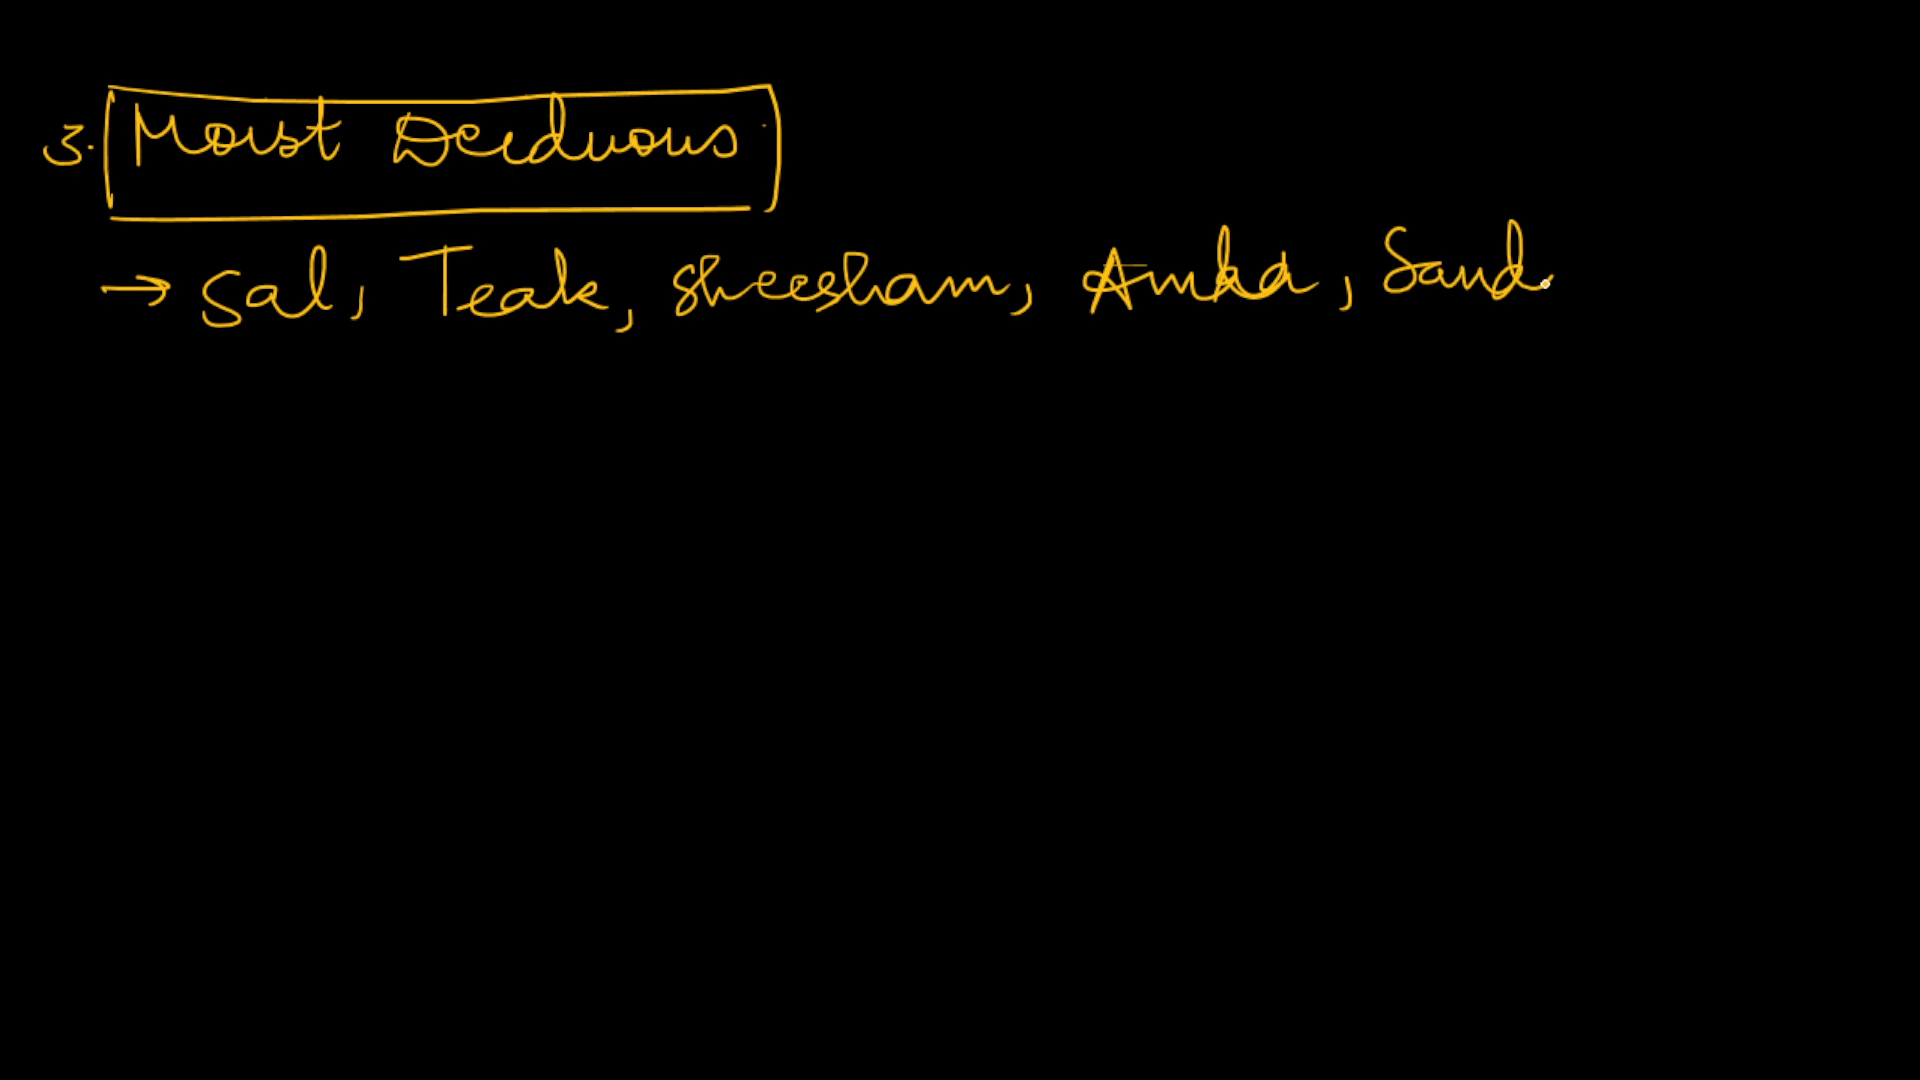 3. Moist Deciduous
→ Sal, Teak, Sheesham, Amla, Sand